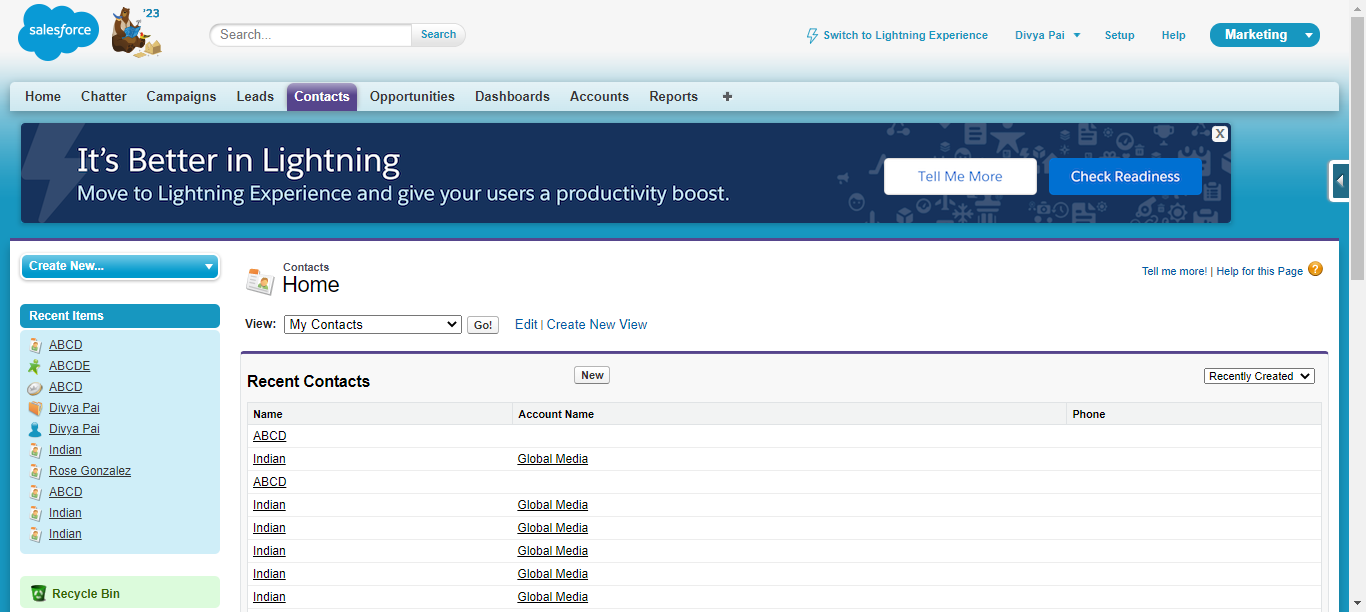 salesforce
'23
Search...
Search
Switch to Lightning Experience
Divya Pai
Setup
Help
Marketing
Home Chatter Campaigns Leads Contacts Opportunities Dashboards Accounts Reports +
It's Better in Lightning
Move to Lightning Experience and give your users a productivity boost.
Tell Me More
Check Readiness
X
Create New...
Recent Items
ABCD
ABCDE
ABCD
Divya Pai
Divya Pai
Indian
Rose Gonzalez
ABCD
Indian
Indian
Recycle Bin
Contacts
Home
Tell me more! | Help for this Page ?
View: My Contacts Go! Edit | Create New View
Recent Contacts
New
Recently Created
Name Account Name Phone
ABCD
Indian Global Media
ABCD
Indian Global Media
Indian Global Media
Indian Global Media
Indian Global Media
Indian Global Media